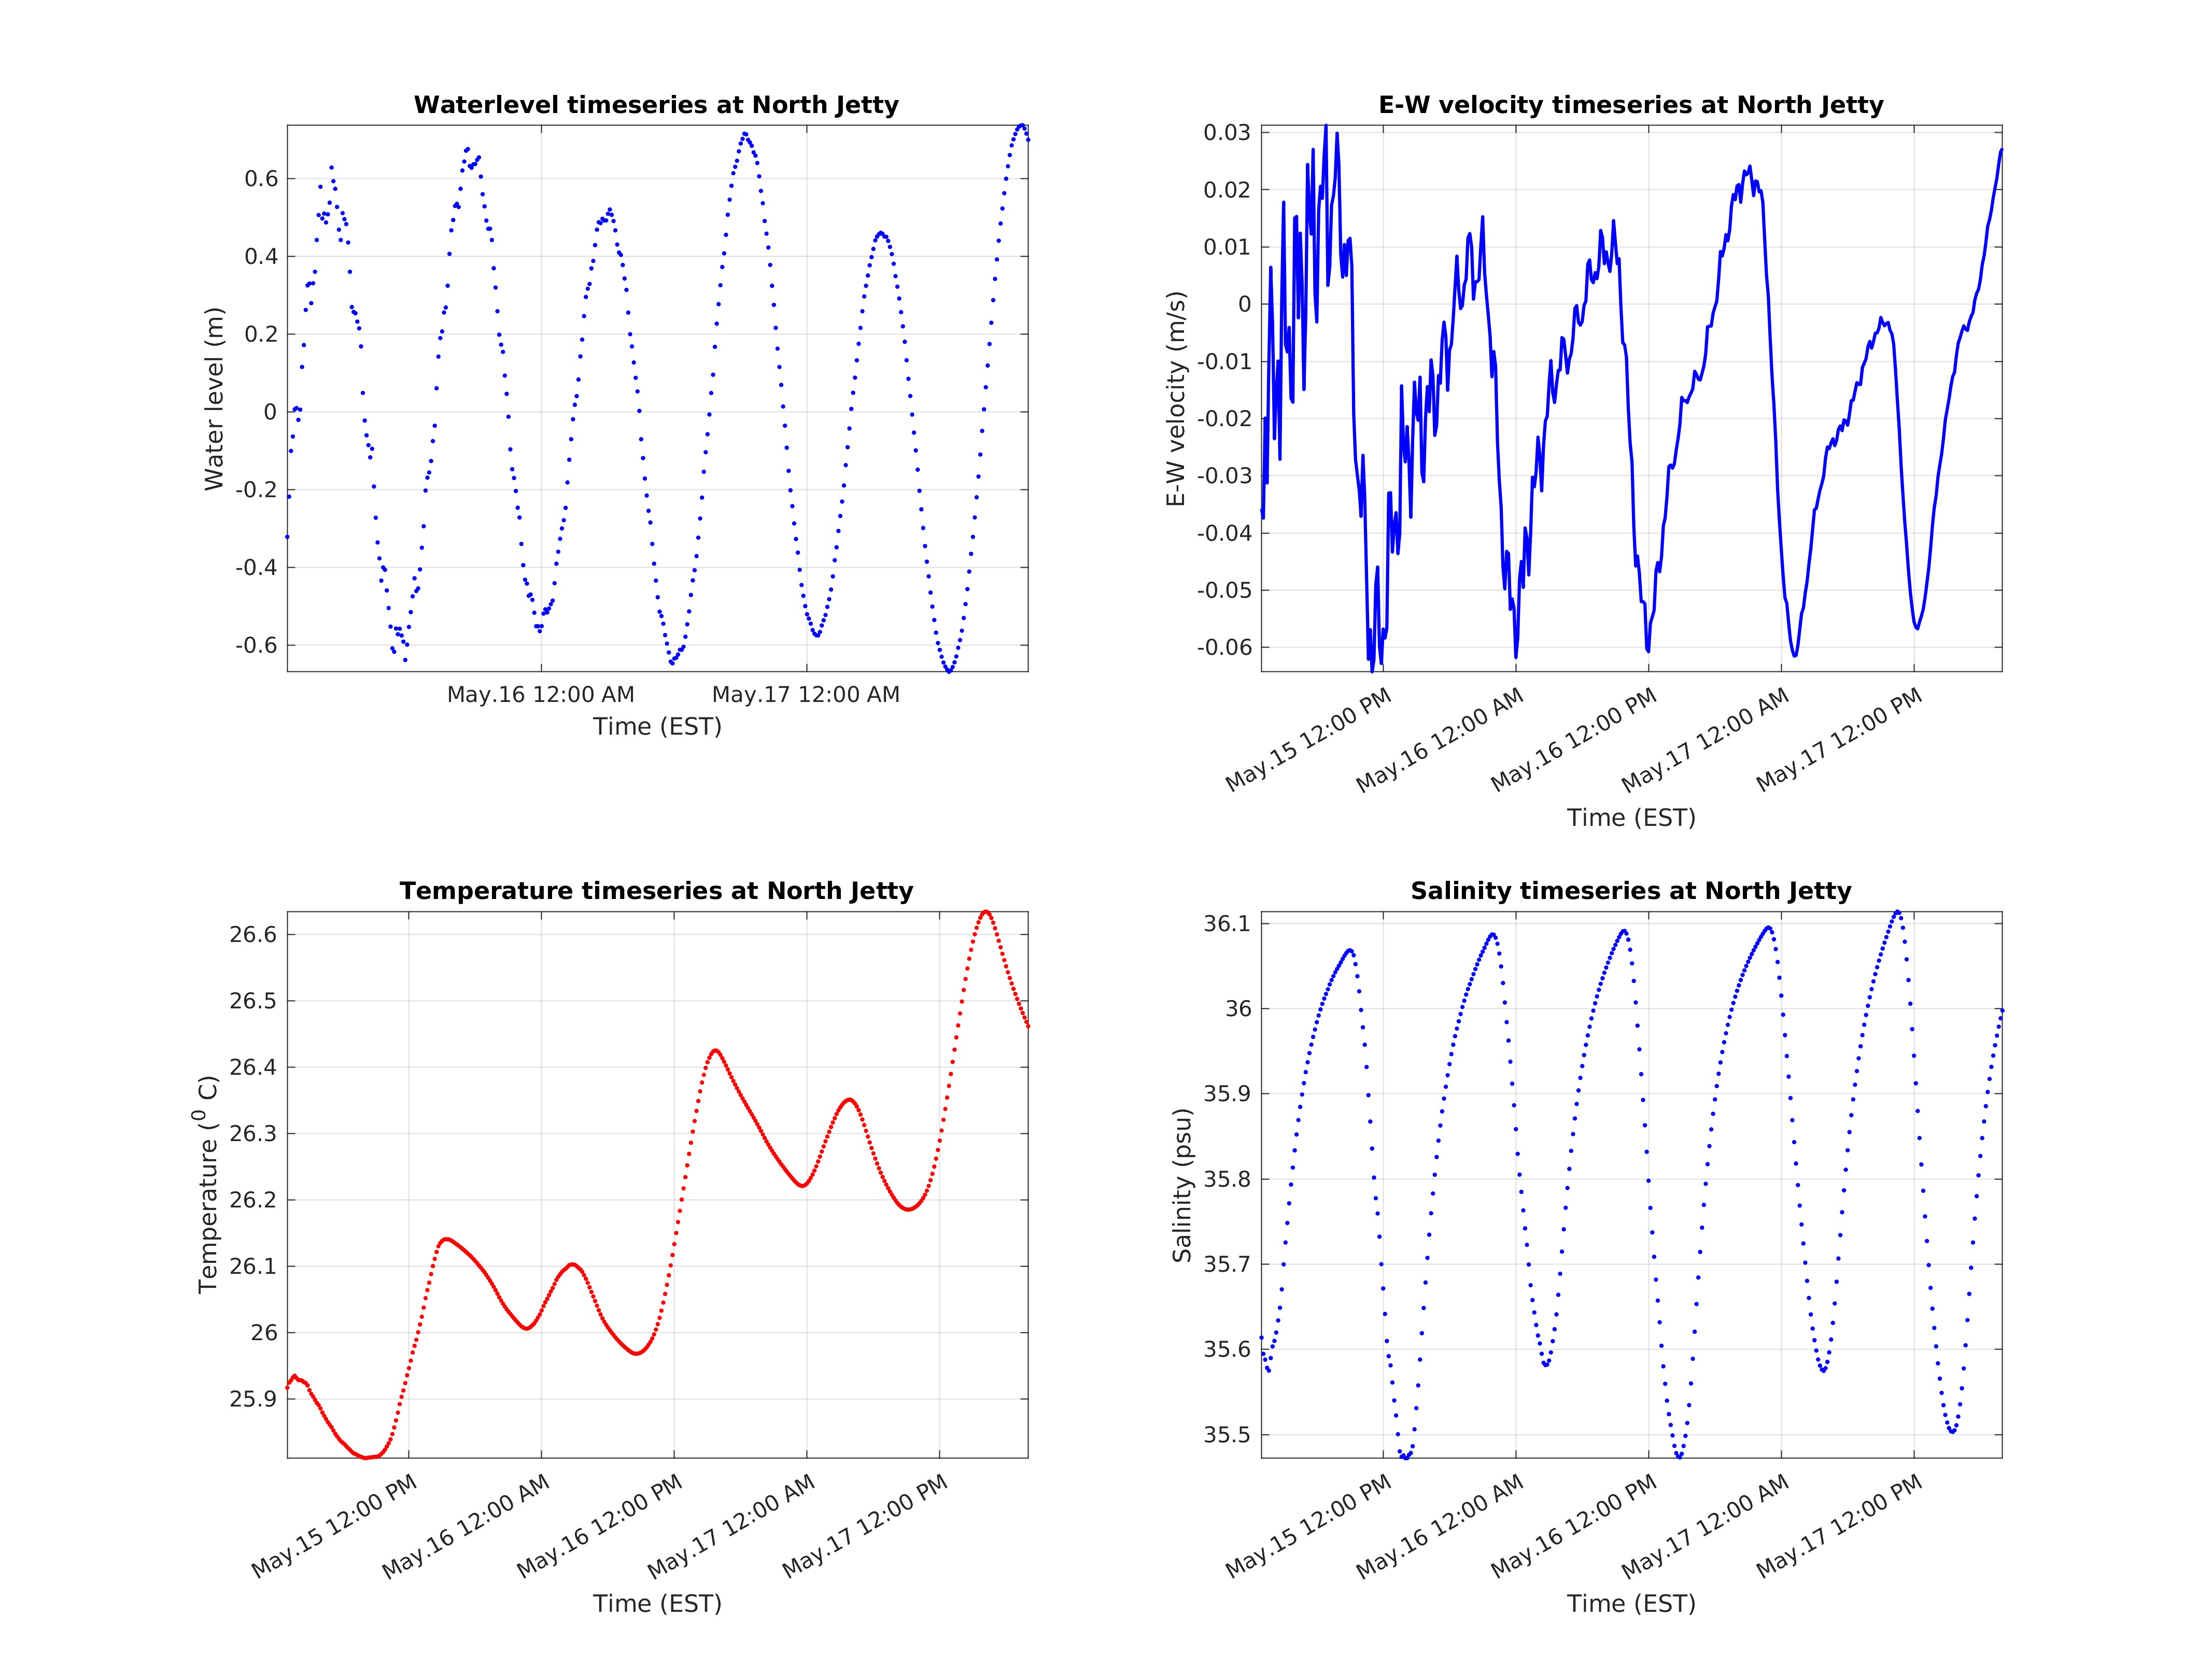 Waterlevel timeseries at North Jetty
0.6
0.4
0.2
0
-0.2
-0.4
-0.6
Water level (m)
May.16 12:00 AM
May.17 12:00 AM
Time (EST)
E-W velocity timeseries at North Jetty
0.03
0.02
0.01
0
-0.01
-0.02
-0.03
-0.04
-0.05
-0.06
E-W velocity (m/s)
May.15 12:00 PM
May.16 12:00 AM
May.16 12:00 PM
May.17 12:00 AM
May.17 12:00 PM
Time (EST)
Temperature timeseries at North Jetty
26.6
26.5
26.4
26.3
26.2
26.1
26
25.9
Temperature (⁰ C)
May.15 12:00 PM
May.16 12:00 AM
May.16 12:00 PM
May.17 12:00 AM
May.17 12:00 PM
Time (EST)
Salinity timeseries at North Jetty
36.1
36
35.9
35.8
35.7
35.6
35.5
Salinity (psu)
May.15 12:00 PM
May.16 12:00 AM
May.16 12:00 PM
May.17 12:00 AM
May.17 12:00 PM
Time (EST)